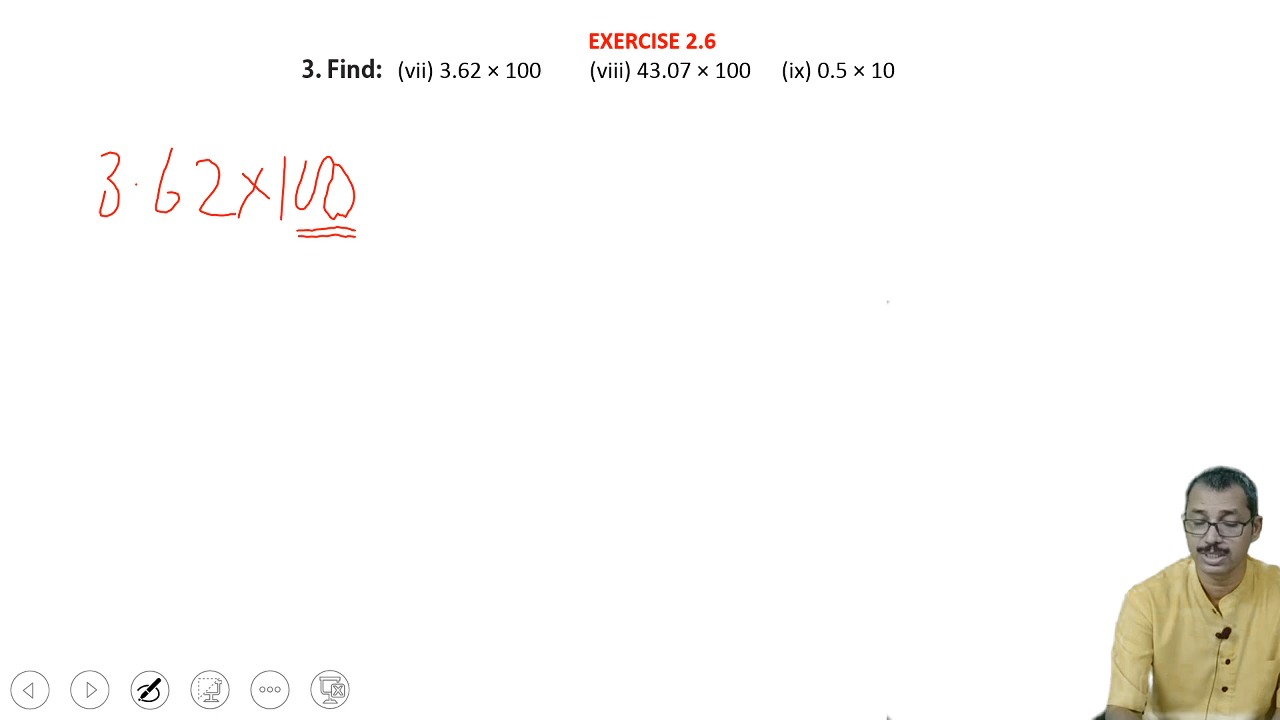 EXERCISE 2.6
3. Find: (vii) 3.62 × 100 (viii) 43.07 × 100 (ix) 0.5 × 10
3.62×100